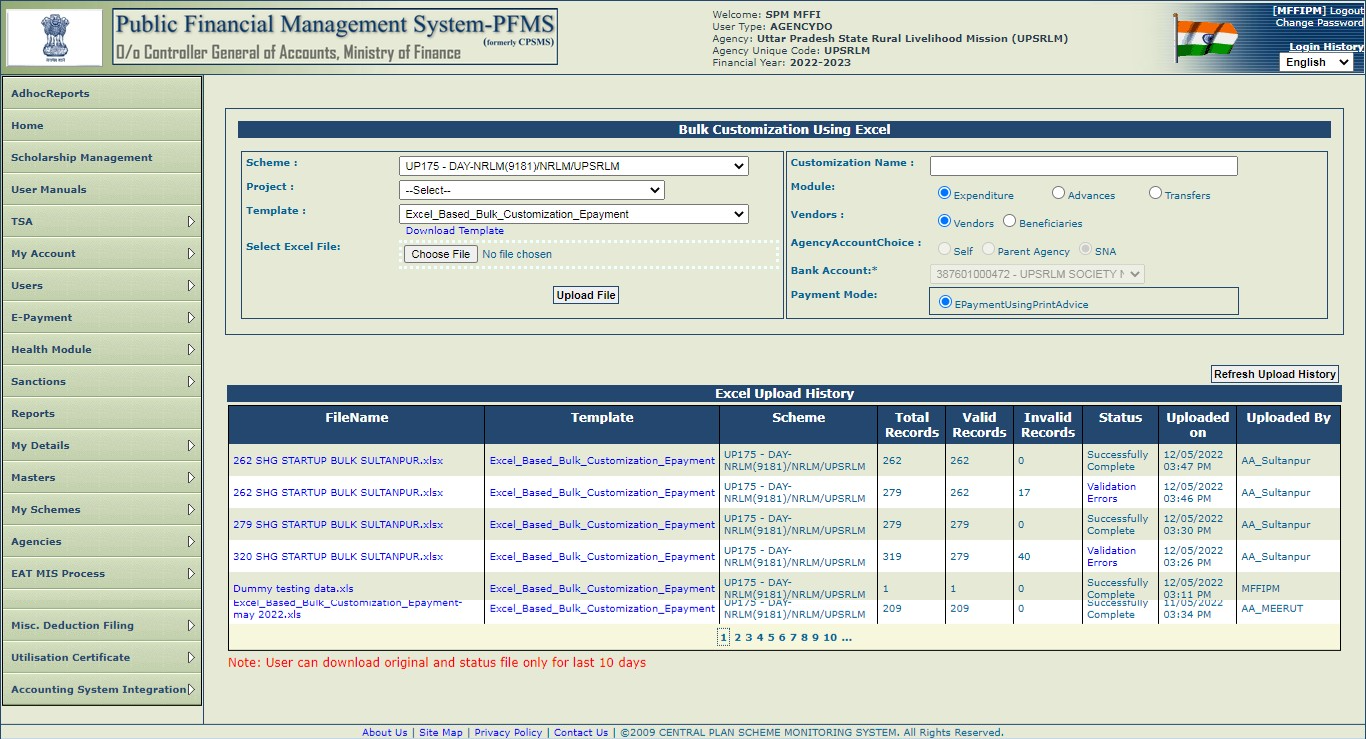 Public Financial Management System-PFMS
(formerly CPSMS)
O/o Controller General of Accounts, Ministry of Finance
Welcome: SPM MFFI
User Type: AGENCYDO
Agency: Uttar Pradesh State Rural Livelihood Mission (UPSRLM)
Agency Unique Code: UPSRLM
Financial Year: 2022-2023
[MFFIPM] Logout
Change Password
Login History
English
AdhocReports
Home
Scholarship Management
User Manuals
TSA
My Account
Users
E-Payment
Health Module
Sanctions
Reports
My Details
Masters
My Schemes
Agencies
EAT MIS Process
Misc. Deduction Filing
Utilisation Certificate
Accounting System Integration
Bulk Customization Using Excel
Scheme : UP175 - DAY-NRLM(9181)/NRLM/UPSRLM
Project : --Select--
Template : Excel_Based_Bulk_Customization_Epayment
Download Template
Select Excel File: Choose File No file chosen
Upload File
Customization Name :
Module: Expenditure Advances Transfers
Vendors : Vendors Beneficiaries
AgencyAccountChoice : Self Parent Agency SNA
Bank Account:* 387601000472 - UPSRLM SOCIETY
Payment Mode: EPaymentUsingPrintAdvice
Refresh Upload History
Excel Upload History
FileName Template Scheme Total Records Valid Records Invalid Records Status Uploaded on Uploaded By
262 SHG STARTUP BULK SULTANPUR.xlsx Excel_Based_Bulk_Customization_Epayment UP175 - DAY-NRLM(9181)/NRLM/UPSRLM 262 262 0 Successfully Complete 12/05/2022 03:47 PM AA_Sultanpur
262 SHG STARTUP BULK SULTANPUR.xlsx Excel_Based_Bulk_Customization_Epayment UP175 - DAY-NRLM(9181)/NRLM/UPSRLM 279 262 17 Validation Errors 12/05/2022 03:46 PM AA_Sultanpur
279 SHG STARTUP BULK SULTANPUR.xlsx Excel_Based_Bulk_Customization_Epayment UP175 - DAY-NRLM(9181)/NRLM/UPSRLM 279 279 0 Successfully Complete 12/05/2022 03:30 PM AA_Sultanpur
320 SHG STARTUP BULK SULTANPUR.xlsx Excel_Based_Bulk_Customization_Epayment UP175 - DAY-NRLM(9181)/NRLM/UPSRLM 319 279 40 Validation Errors 12/05/2022 03:26 PM AA_Sultanpur
Dummy testing data.xls Excel_Based_Bulk_Customization_Epayment UP175 - DAY-NRLM(9181)/NRLM/UPSRLM 1 1 0 Successfully Complete 12/05/2022 03:11 PM MFFIPM
Excel_Based_Bulk_Customization_Epayment-may 2022.xls Excel_Based_Bulk_Customization_Epayment UP175 - DAY-NRLM(9181)/NRLM/UPSRLM 209 209 0 Successfully Complete 11/05/2022 03:34 PM AA_MEERUT
1 2 3 4 5 6 7 8 9 10 ...
Note: User can download original and status file only for last 10 days
About Us | Site Map | Privacy Policy | Contact Us | ©2009 CENTRAL PLAN SCHEME MONITORING SYSTEM. All Rights Reserved.